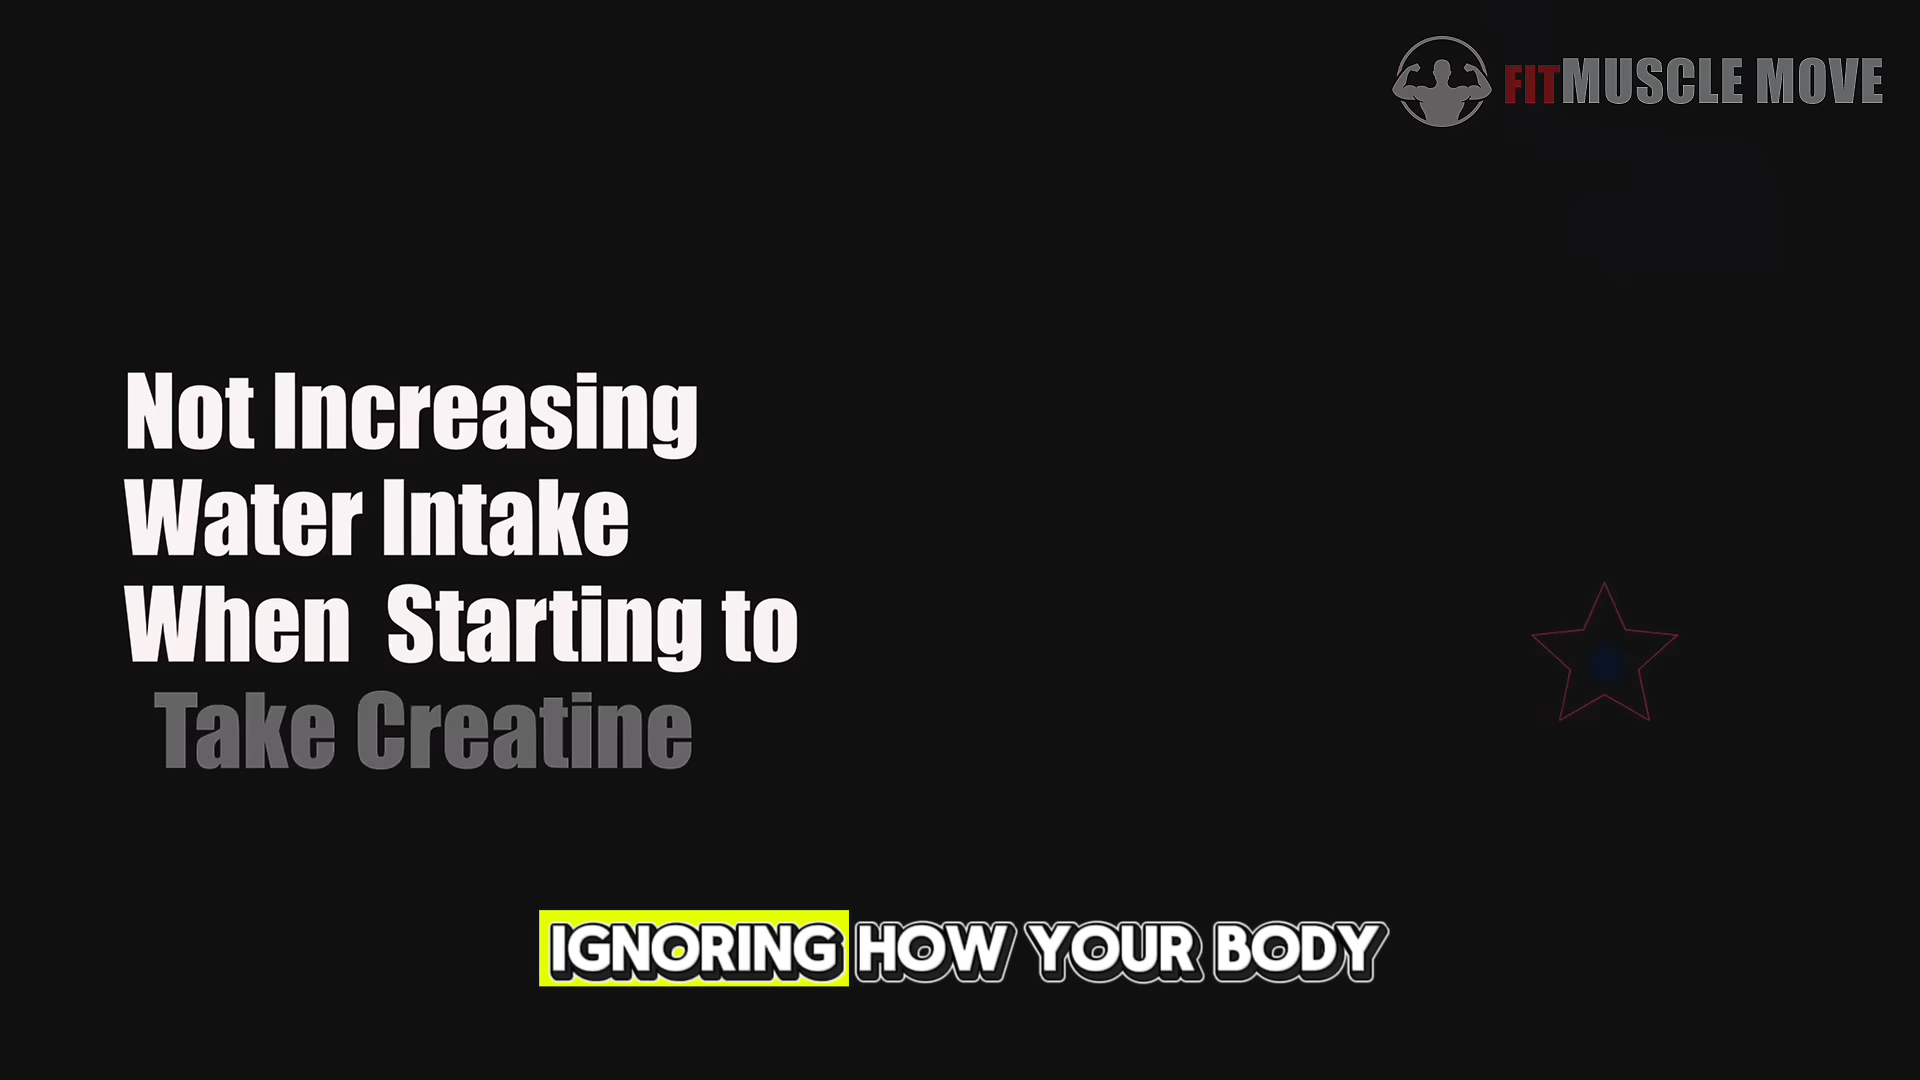 FITMUSCLE MOVE
Not Increasing
Water Intake
When Starting to
Take Creatine
IGNORING HOW YOUR BODY